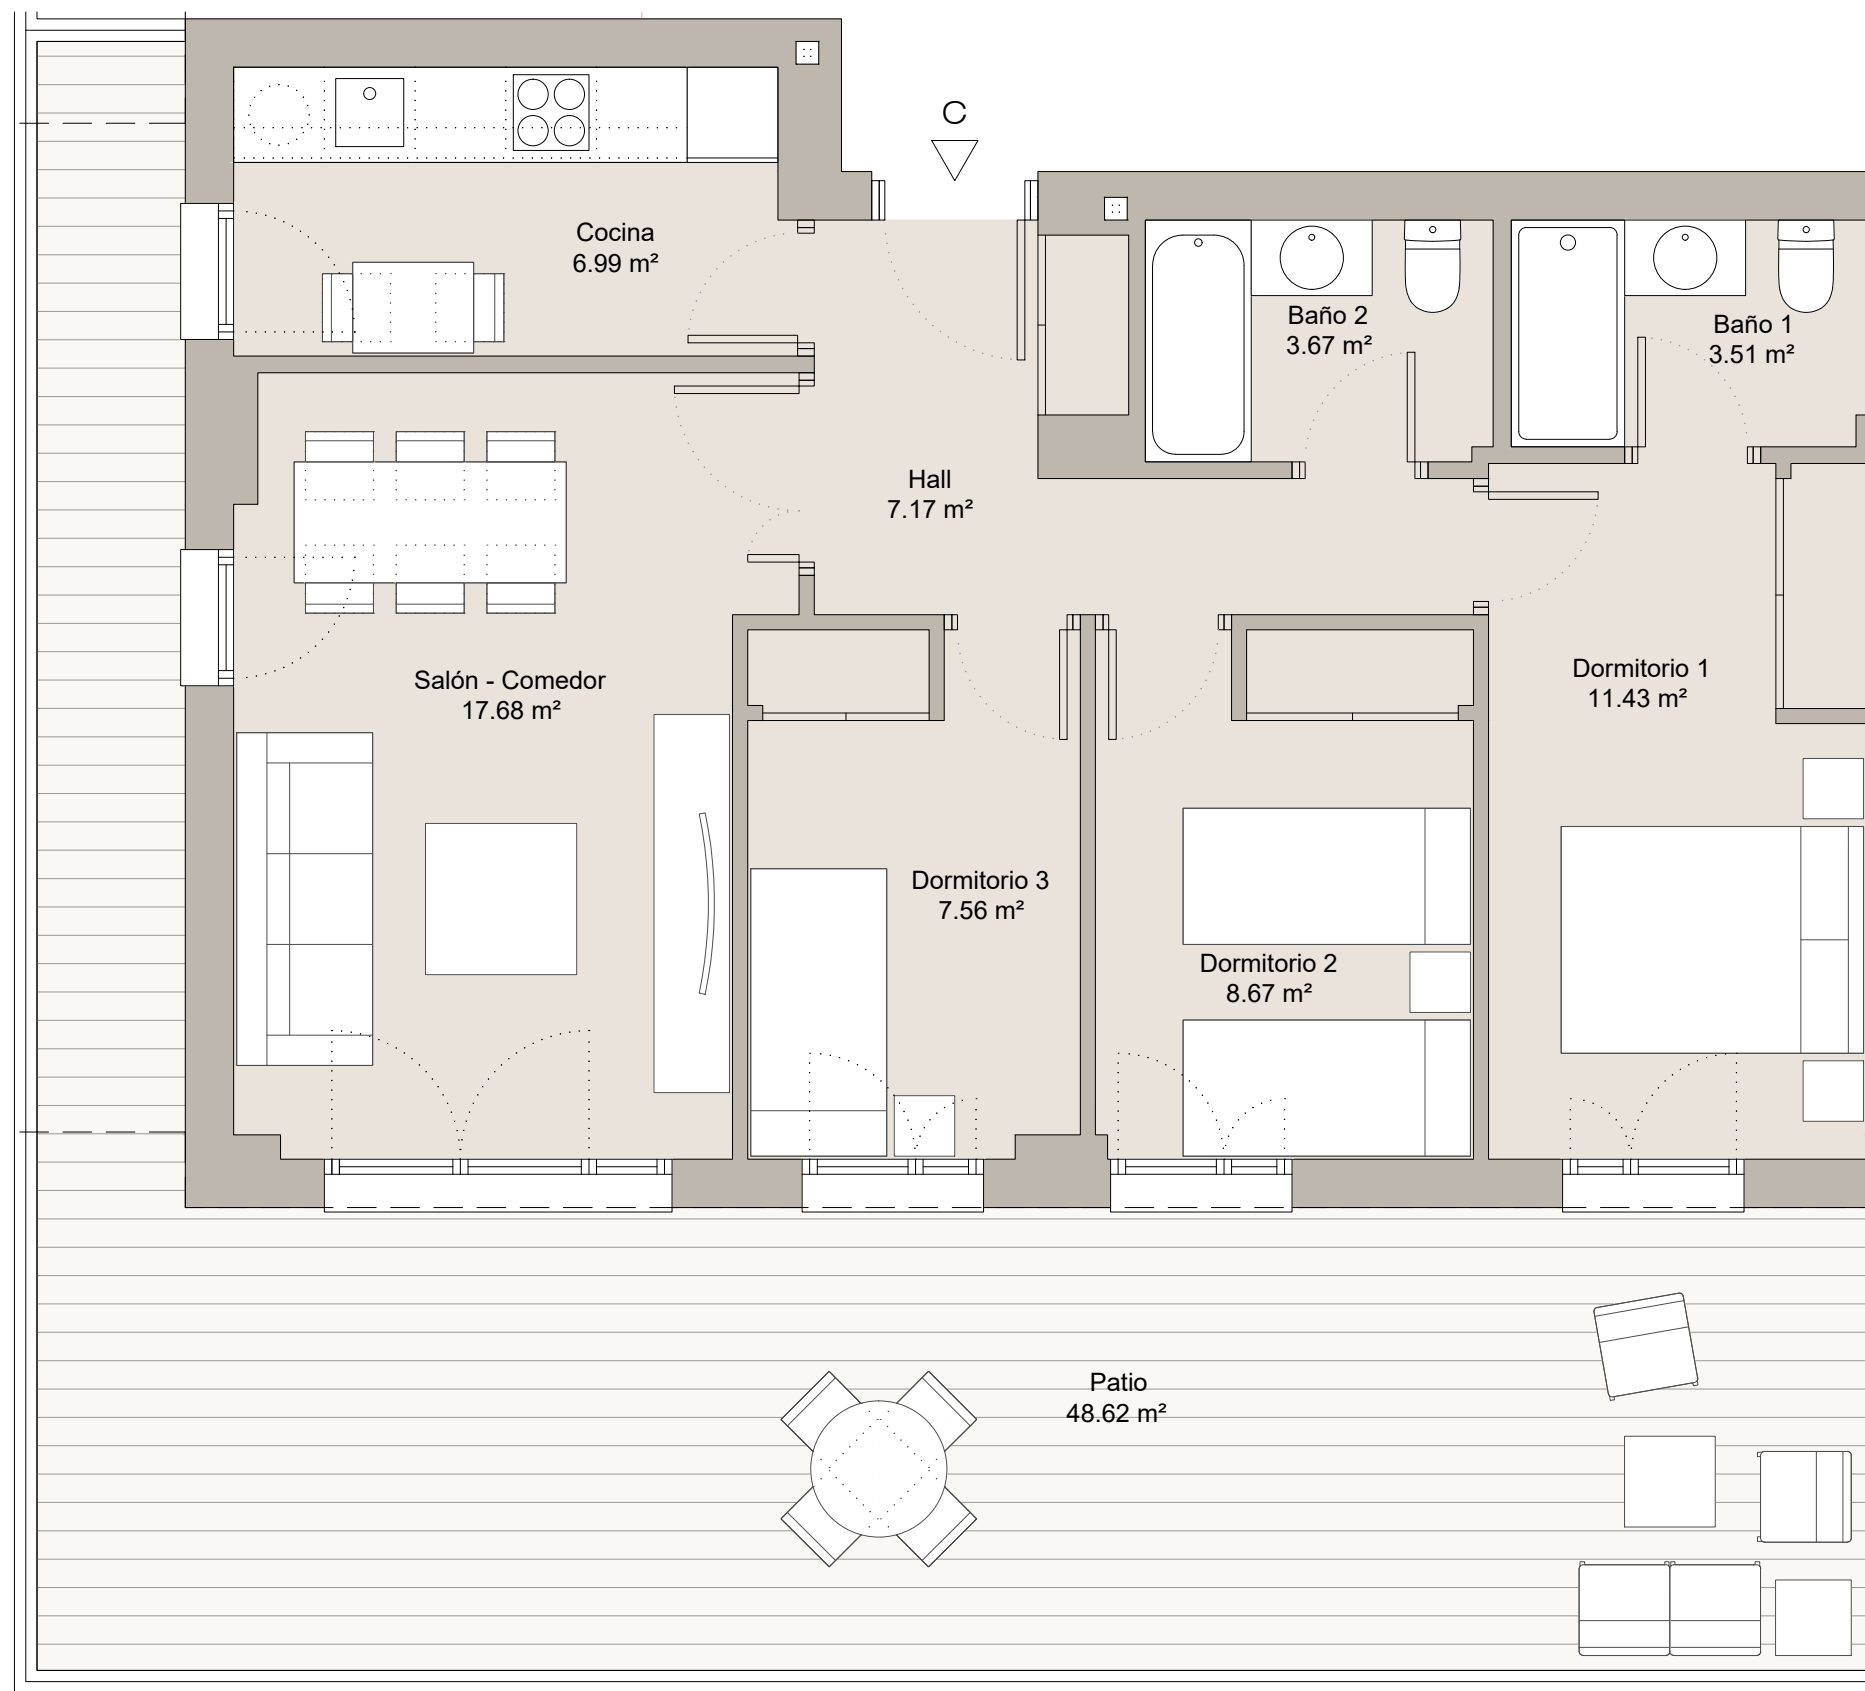 C
Cocina
6.99 m²
Baño 2
3.67 m²
Baño 1
3.51 m²
Hall
7.17 m²
Salón - Comedor
17.68 m²
Dormitorio 1
11.43 m²
Dormitorio 3
7.56 m²
Dormitorio 2
8.67 m²
Patio
48.62 m²